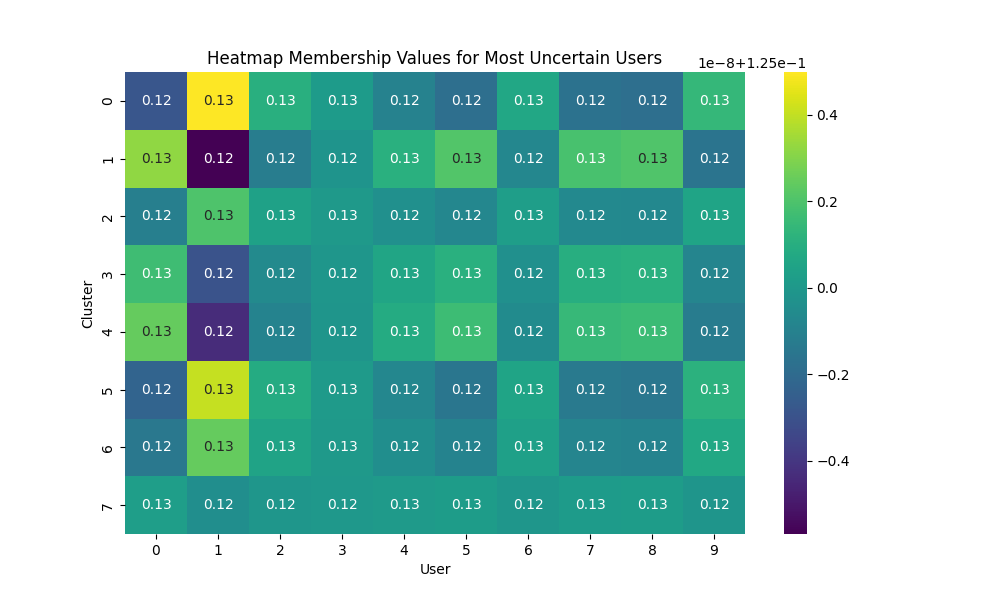 Heatmap Membership Values for Most Uncertain Users
1e−8+1.25e−1
0 0.12 0.13 0.13 0.13 0.12 0.12 0.13 0.12 0.12 0.13
1 0.13 0.12 0.12 0.12 0.13 0.13 0.12 0.13 0.13 0.12
2 0.12 0.13 0.13 0.13 0.12 0.12 0.13 0.12 0.12 0.13
3 0.13 0.12 0.12 0.12 0.13 0.13 0.12 0.13 0.13 0.12
4 0.13 0.12 0.12 0.12 0.13 0.13 0.12 0.13 0.13 0.12
5 0.12 0.13 0.13 0.13 0.12 0.12 0.13 0.12 0.12 0.13
6 0.12 0.13 0.13 0.13 0.12 0.12 0.13 0.12 0.12 0.13
7 0.13 0.12 0.12 0.12 0.13 0.13 0.12 0.13 0.13 0.12
0 1 2 3 4 5 6 7 8 9
User
Cluster
0.4
0.2
0.0
−0.2
−0.4